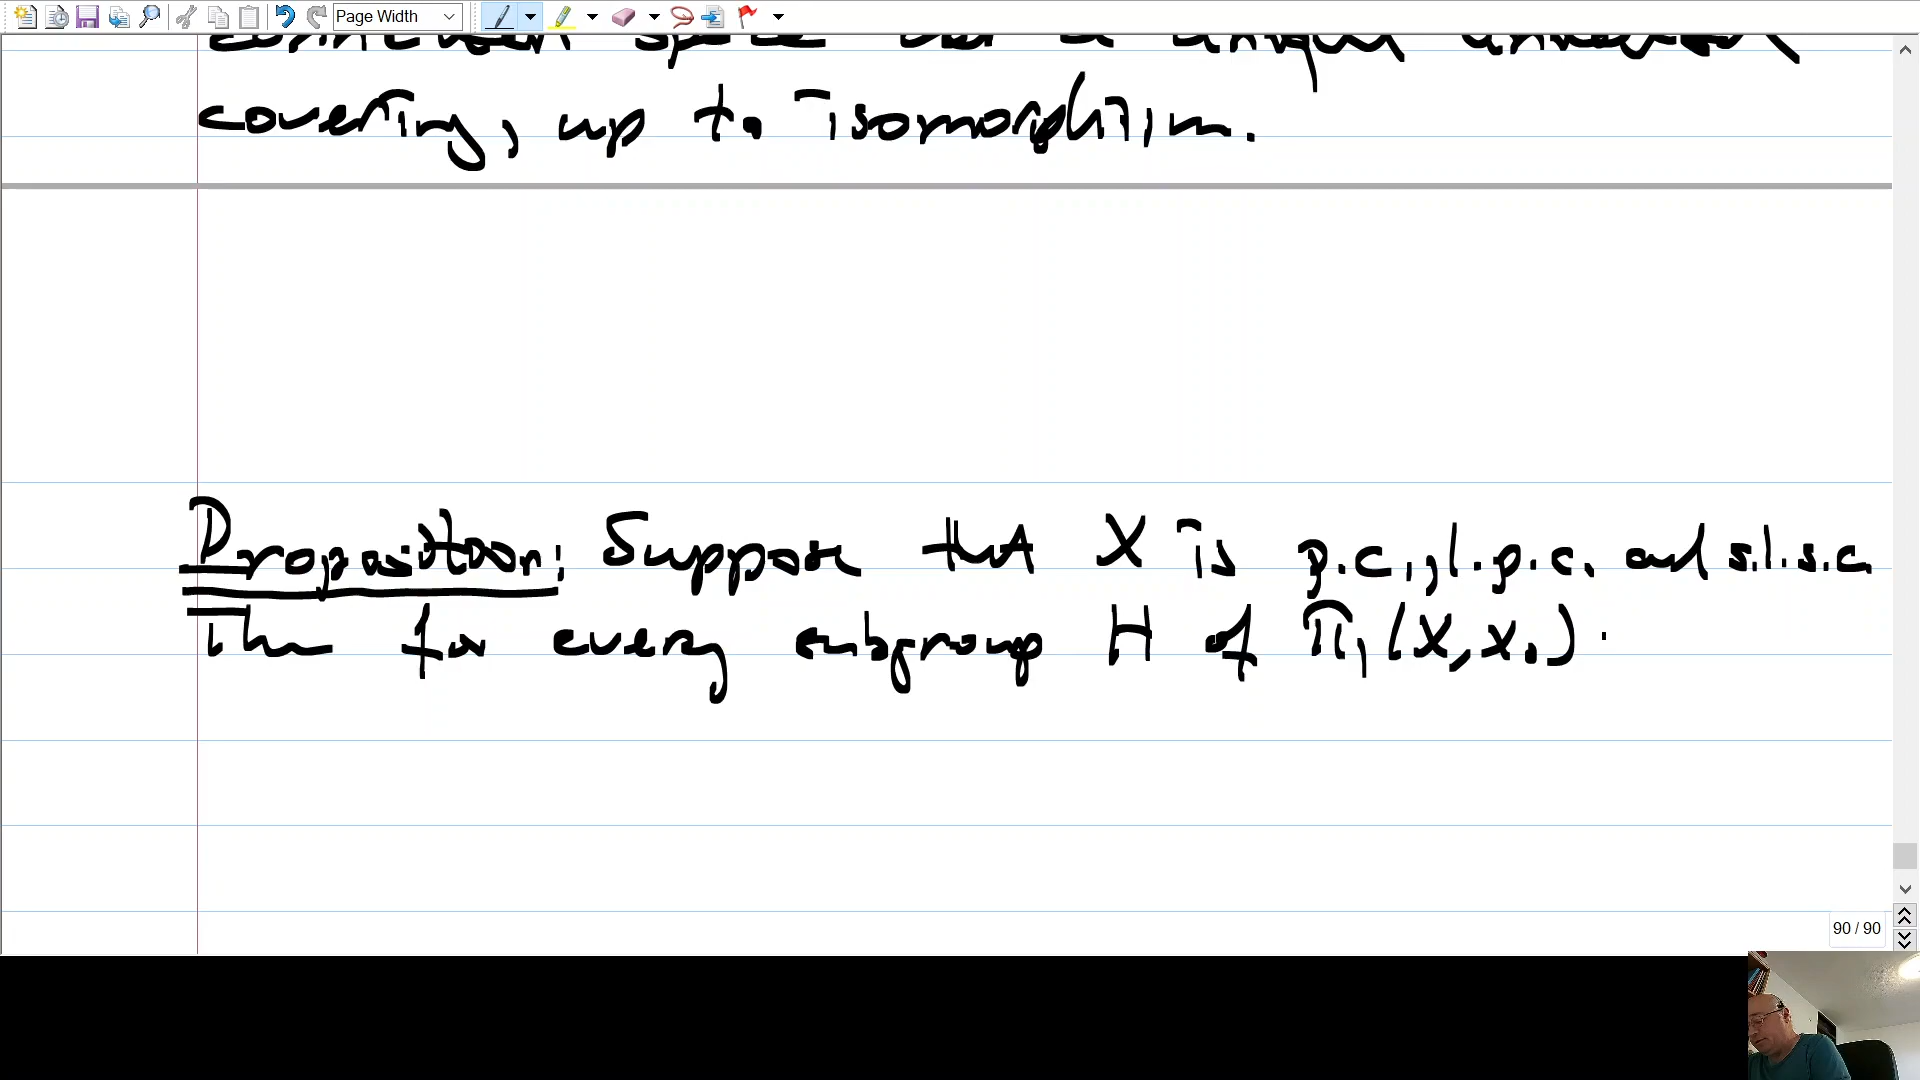 Page Width
covering, up to isomorphism.
Proposition: Suppose that X is p.c., l.p.c. and s.l.s.c.
Then for every subgroup H of π₁(X, x₀)
90 / 90